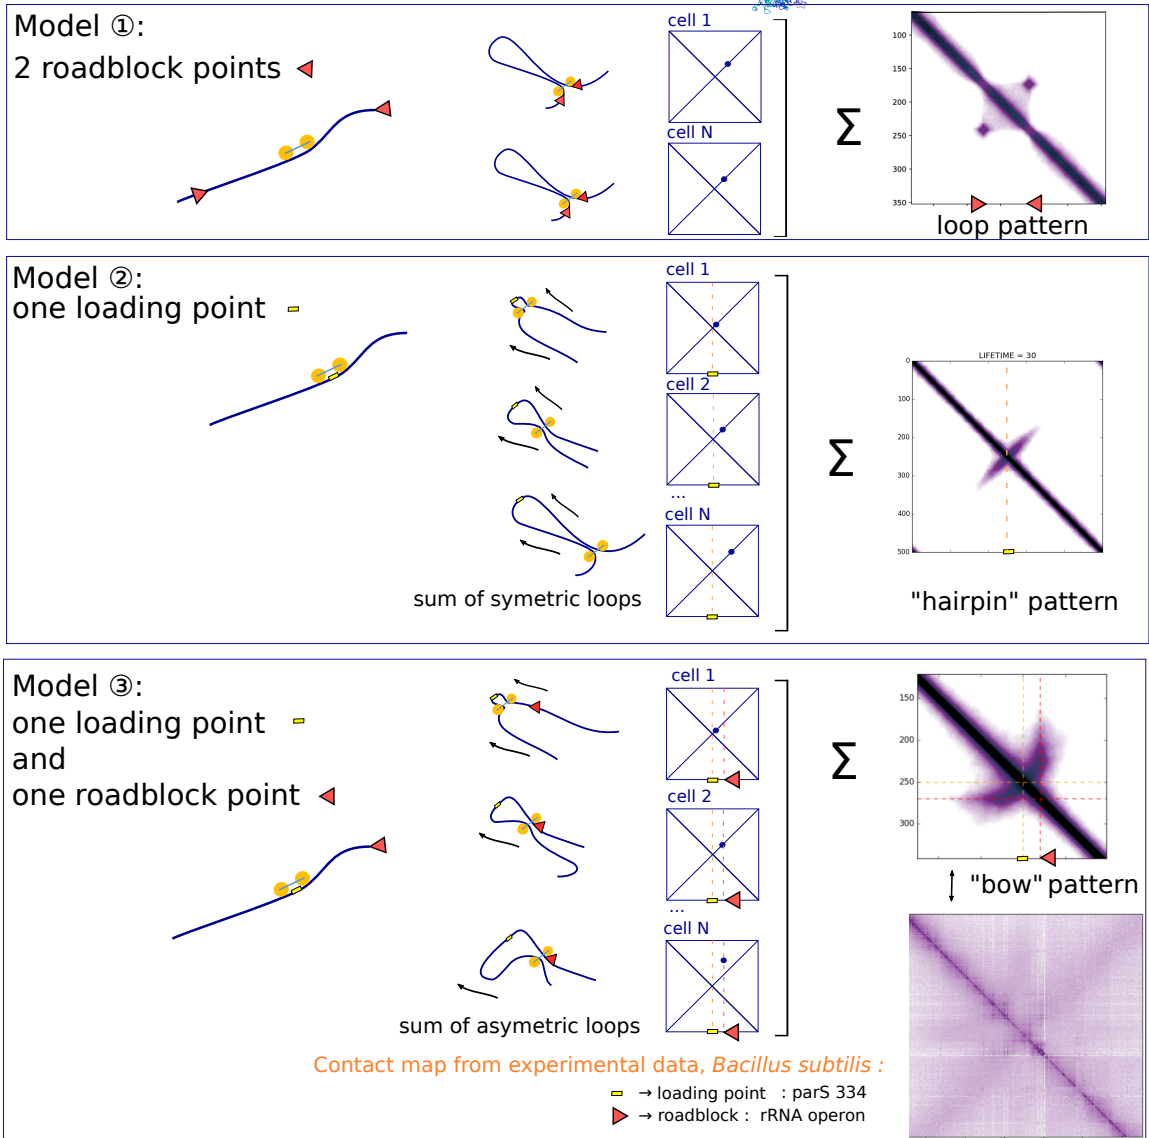 Model ①:
2 roadblock points
cell 1
cell N
Σ
100
150
200
250
300
350
loop pattern
Model ②:
one loading point
cell 1
cell 2
...
cell N
sum of symetric loops
Σ
LIFETIME = 30
0
100
200
300
400
500
"hairpin" pattern
Model ③:
one loading point
and
one roadblock point
cell 1
cell 2
...
cell N
sum of asymetric loops
Σ
150
200
250
300
"bow" pattern
Contact map from experimental data, Bacillus subtilis :
→ loading point : parS 334
→ roadblock : rRNA operon